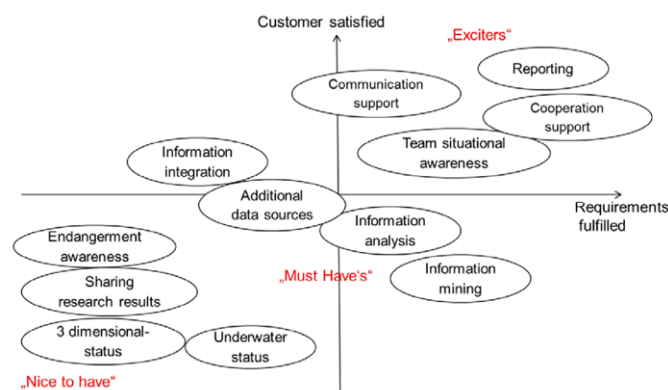 Customer satisfied
„Exciters“
Reporting
Communication
support
Cooperation
support
Team situational
awareness
Information
integration
Additional
data sources
Requirements
fulfilled
Information
analysis
Endangerment
awareness
„Must Have's“
Information
mining
Sharing
research results
3 dimensional-
status
Underwater
status
„Nice to have“